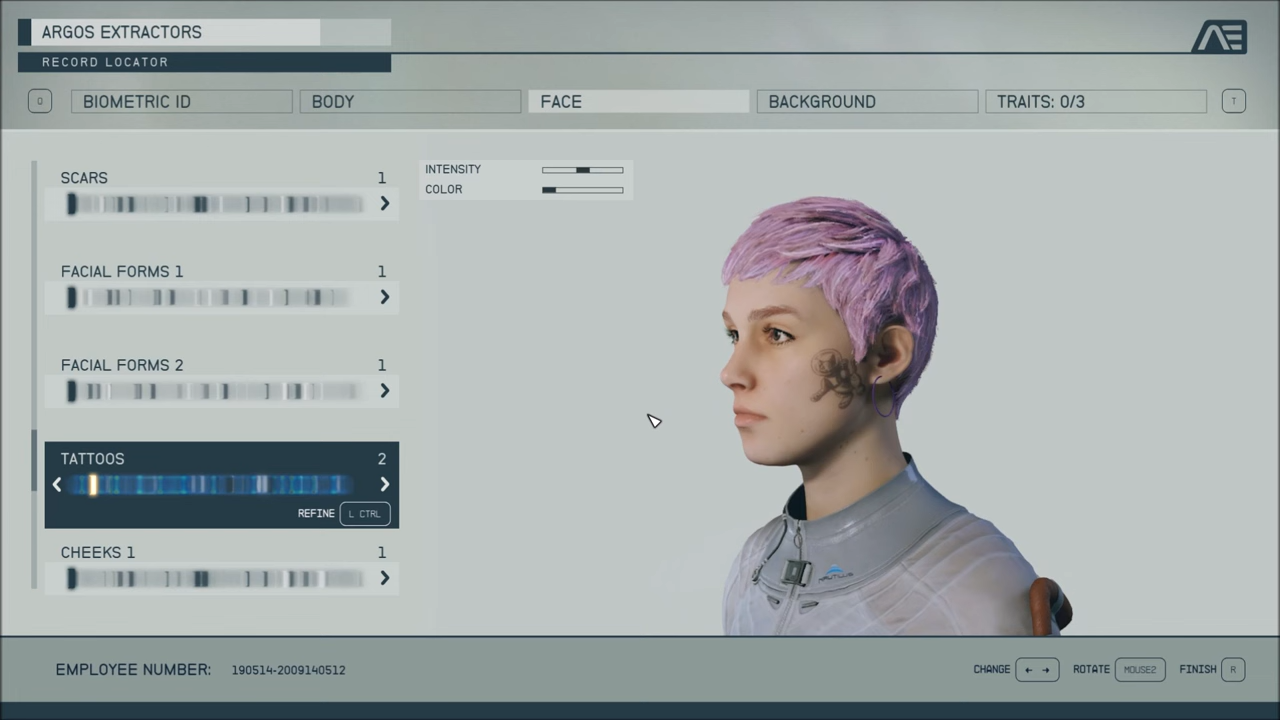 ARGOS EXTRACTORS
RECORD LOCATOR
Q BIOMETRIC ID BODY FACE BACKGROUND TRAITS: 0/3 T
SCARS 1
INTENSITY
COLOR
FACIAL FORMS 1 1
FACIAL FORMS 2 1
TATTOOS 2
REFINE L CTRL
CHEEKS 1 1
NAUTILUS
EMPLOYEE NUMBER: 190514-2009140512
CHANGE ROTATE MOUSE2 FINISH R